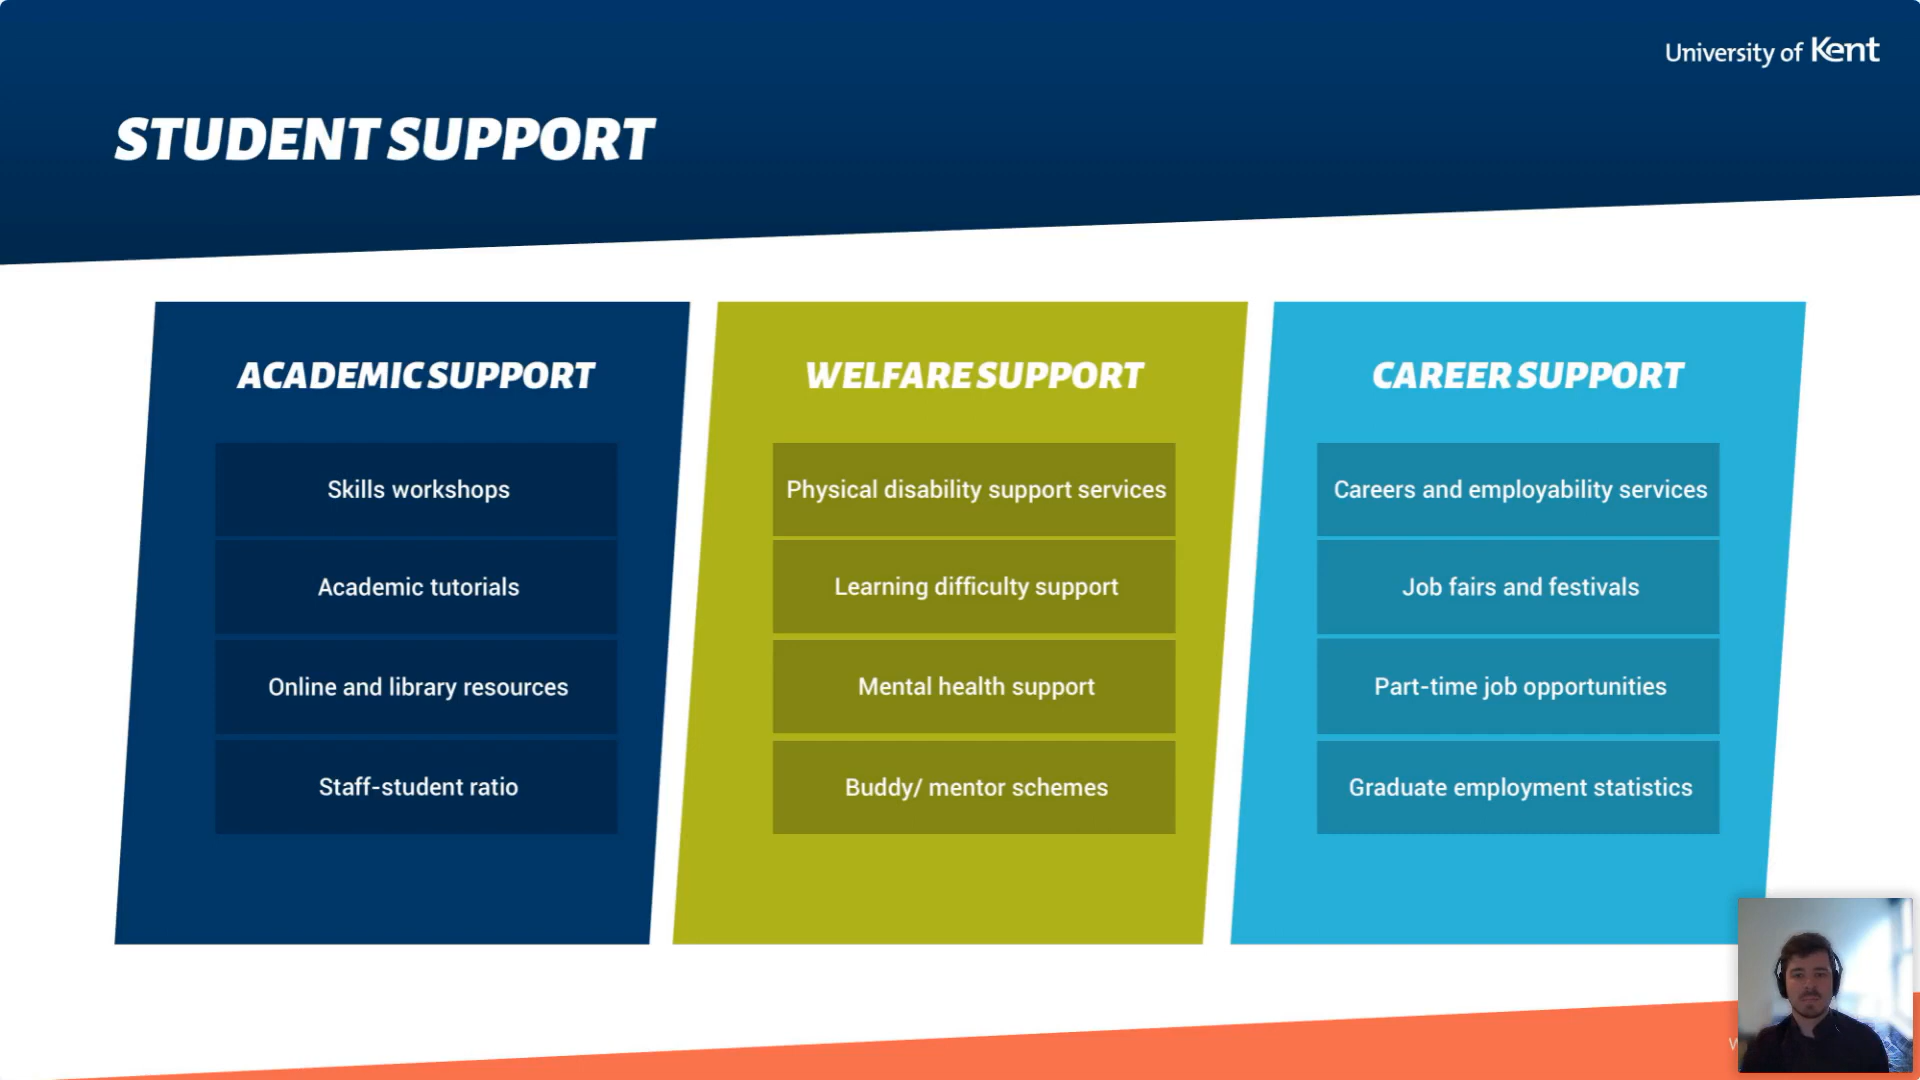 University of Kent
STUDENT SUPPORT
ACADEMIC SUPPORT
Skills workshops
Academic tutorials
Online and library resources
Staff-student ratio
WELFARE SUPPORT
Physical disability support services
Learning difficulty support
Mental health support
Buddy/ mentor schemes
CAREER SUPPORT
Careers and employability services
Job fairs and festivals
Part-time job opportunities
Graduate employment statistics